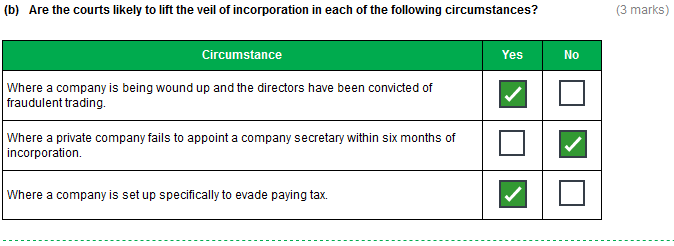 (b) Are the courts likely to lift the veil of incorporation in each of the following circumstances? (3 marks)
Circumstance Yes No
Where a company is being wound up and the directors have been convicted of
fraudulent trading.
Where a private company fails to appoint a company secretary within six months of
incorporation.
Where a company is set up specifically to evade paying tax.